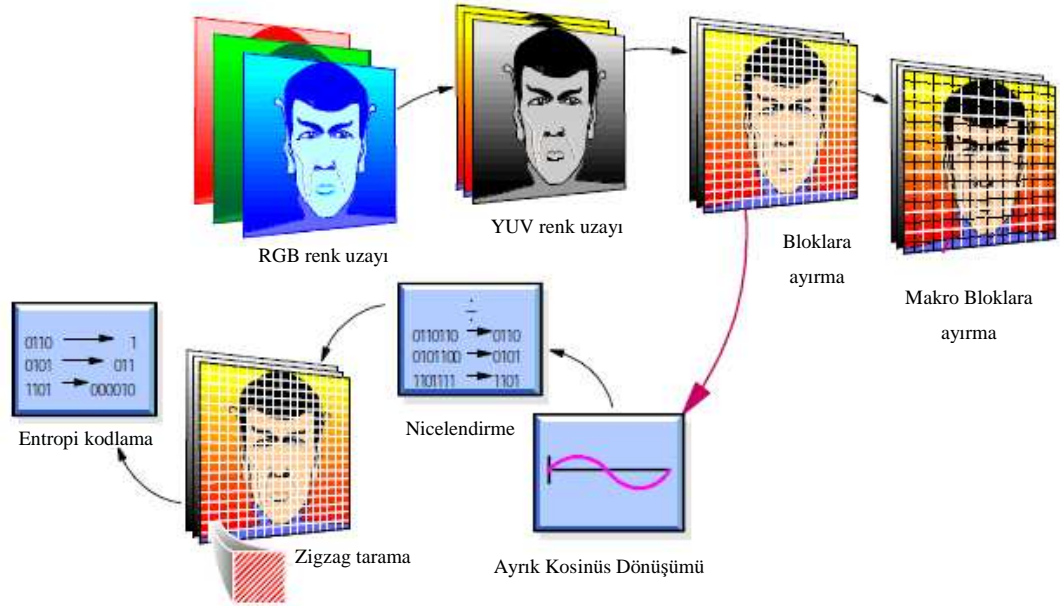 RGB renk uzayı
YUV renk uzayı
Bloklara
ayırma
Makro Bloklara
ayırma
÷
0110110 0110
0101100 0101
1101111 1101
Nicelendirme
0110 1
0101 011
1101 000010
Entropi kodlama
Zigzag tarama
Ayrık Kosinüs Dönüşümü